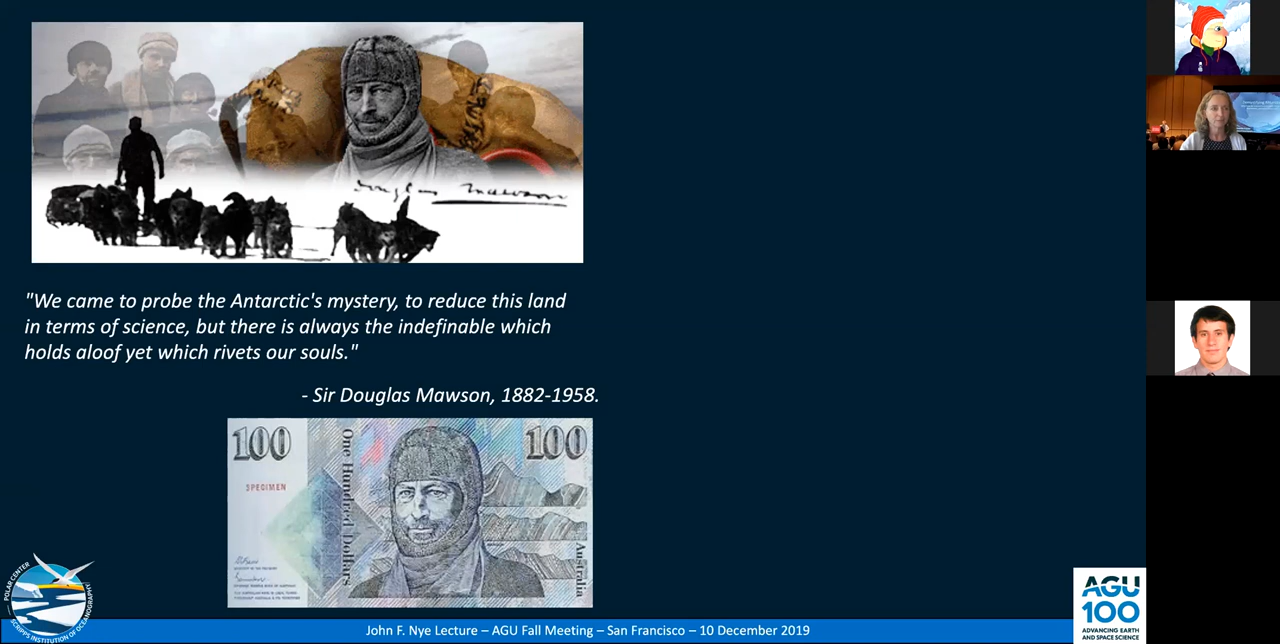 Douglas Mawson
"We came to probe the Antarctic's mystery, to reduce this land
in terms of science, but there is always the indefinable which
holds aloof yet which rivets our souls."
- Sir Douglas Mawson, 1882-1958.
100
100
One Hundred Dollars
SPECIMEN
Australia
POLAR CENTER
SCRIPPS INSTITUTION OF OCEANOGRAPHY
John F. Nye Lecture – AGU Fall Meeting – San Francisco – 10 December 2019
AGU
100
ADVANCING EARTH
AND SPACE SCIENCE